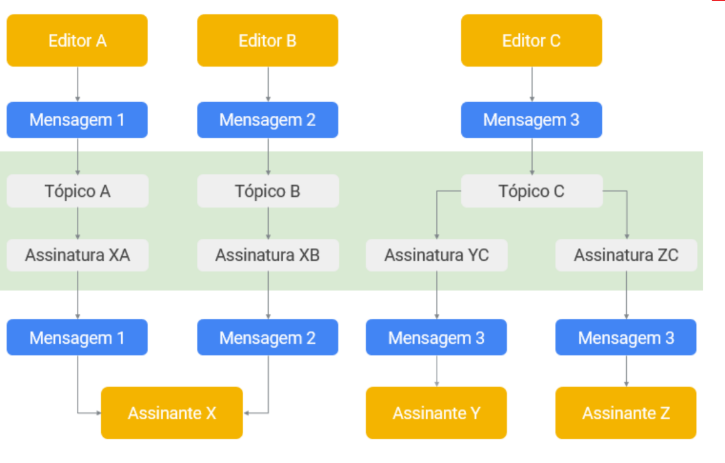 Editor A
Editor B
Editor C
Mensagem 1
Mensagem 2
Mensagem 3
Tópico A
Tópico B
Tópico C
Assinatura XA
Assinatura XB
Assinatura YC
Assinatura ZC
Mensagem 1
Mensagem 2
Mensagem 3
Mensagem 3
Assinante X
Assinante Y
Assinante Z